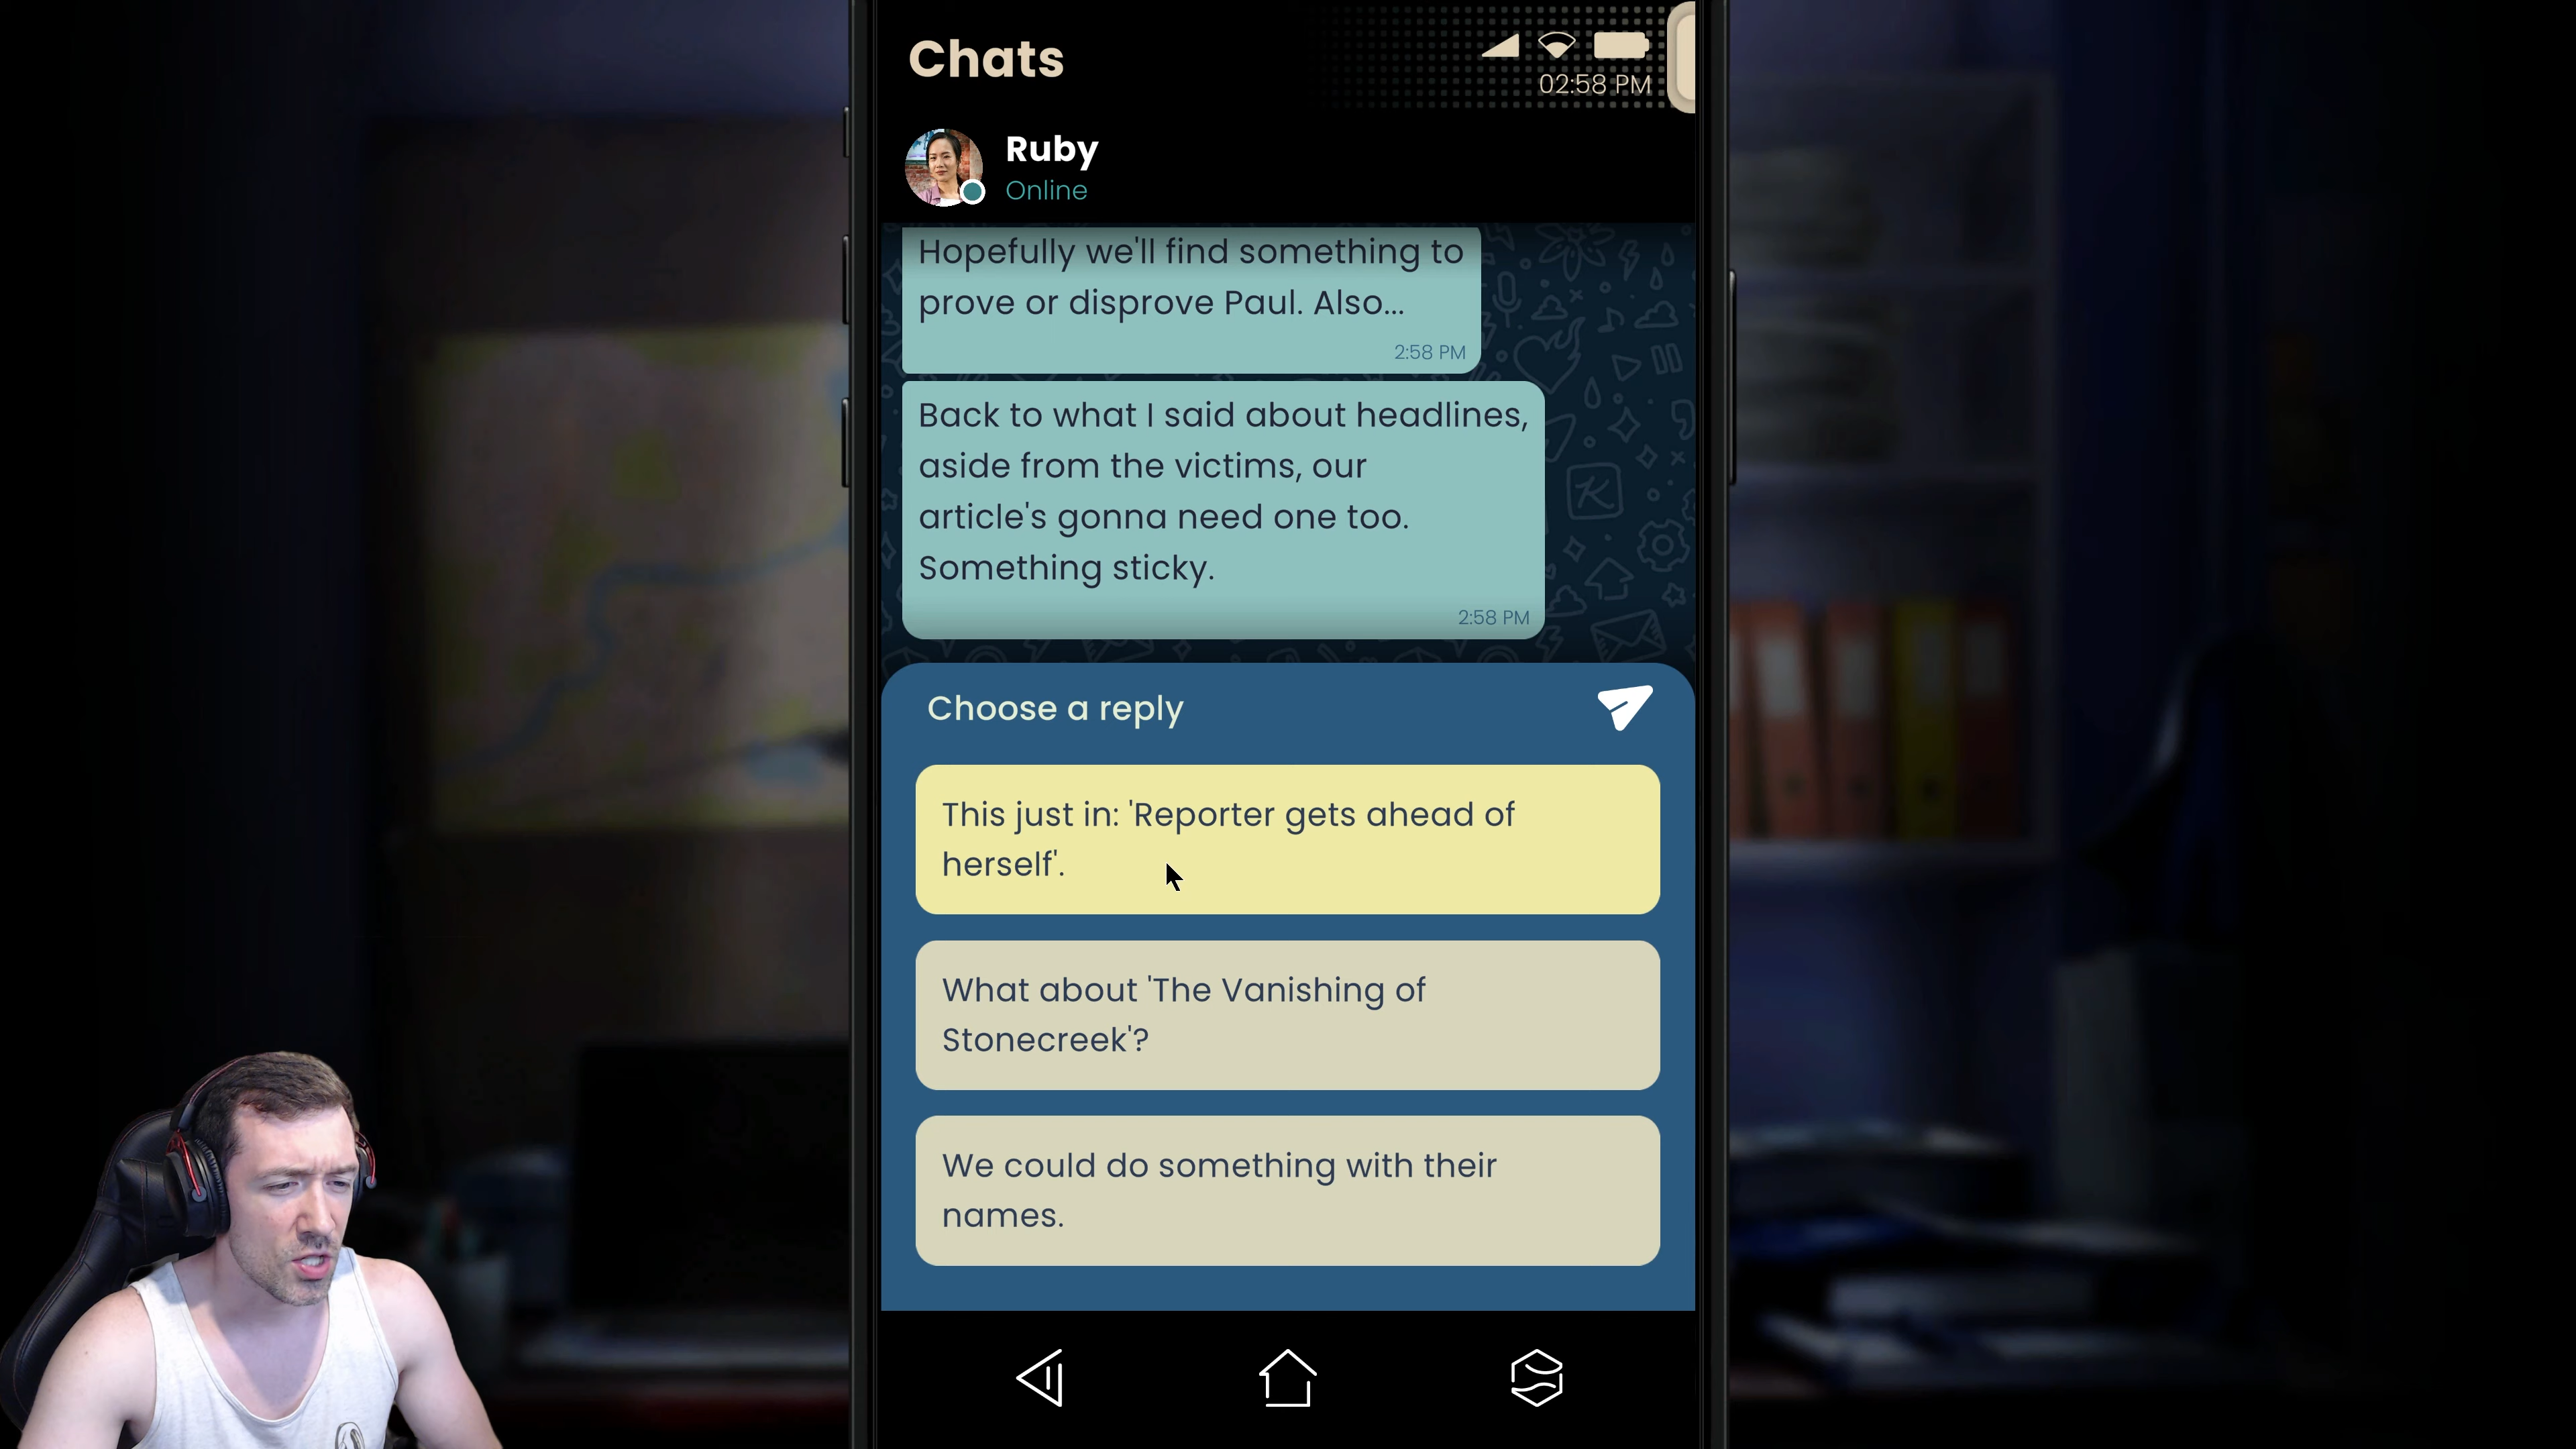 Chats
02:58 PM
Ruby
Online
Hopefully we'll find something to
prove or disprove Paul. Also...
2:58 PM
Back to what I said about headlines,
aside from the victims, our
article's gonna need one too.
Something sticky.
2:58 PM
Choose a reply
This just in: 'Reporter gets ahead of
herself'.
What about 'The Vanishing of
Stonecreek'?
We could do something with their
names.